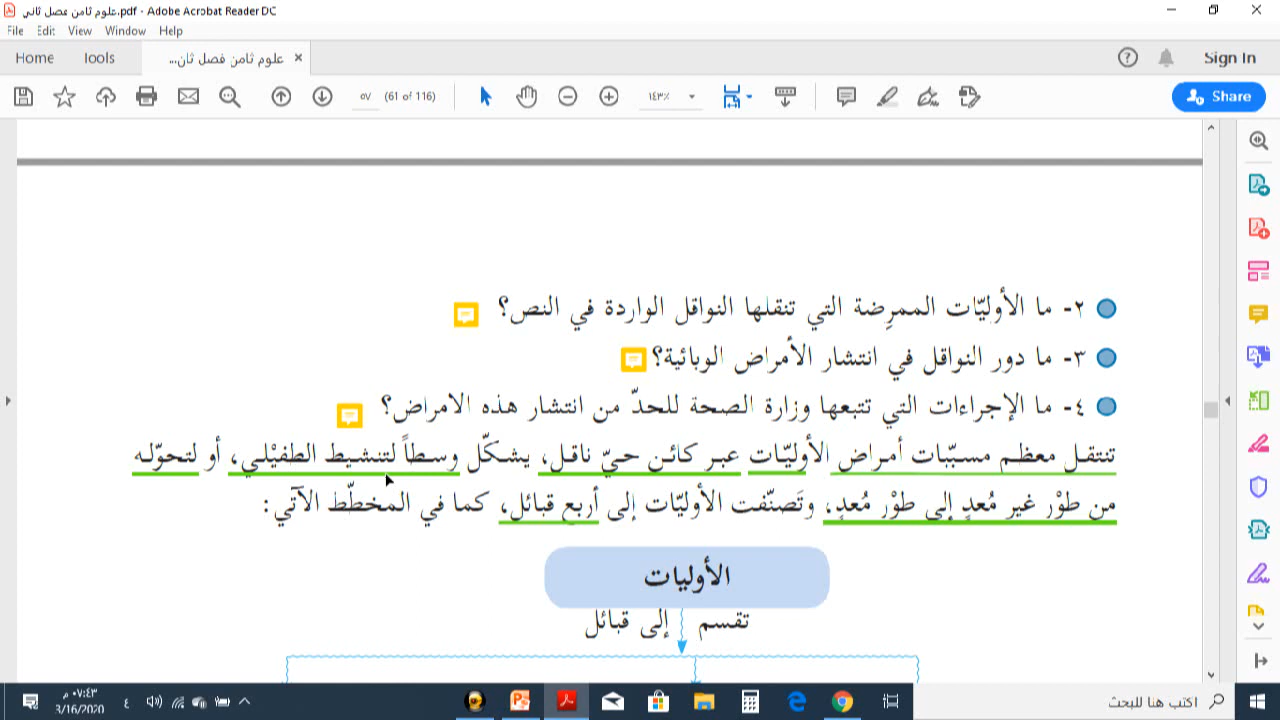 علوم ثامن فصل ثاني.pdf - Adobe Acrobat Reader DC
File Edit View Window Help
Home Tools علوم ثامن فصل ثان...
Sign In
٥٧ (61 of 116) ١٤٣٪
Share
٢- ما الأوليّات الممرِضة التي تنقلها النواقل الواردة في النص؟
٣- ما دور النواقل في انتشار الأمراض الوبائية؟
٤- ما الإجراءات التي تتبعها وزارة الصحة للحدّ من انتشار هذه الامراض؟
تنتقل معظم مسبّبات أمراض الأوليّات عبر كائن حيّ ناقل، يشكّل وسطاً لتنشيط الطفيْلي، أو لتحوّله
من طوْر غير مُعدٍ إلى طوْر مُعدٍ، وتَصنّفت الأوليّات إلى أربع قبائل، كما في المخطّط الآتي:
الأوليات
تقسم إلى قبائل
اكتب هنا للبحث
٠٧:٤٣ م
3/16/2020
ع